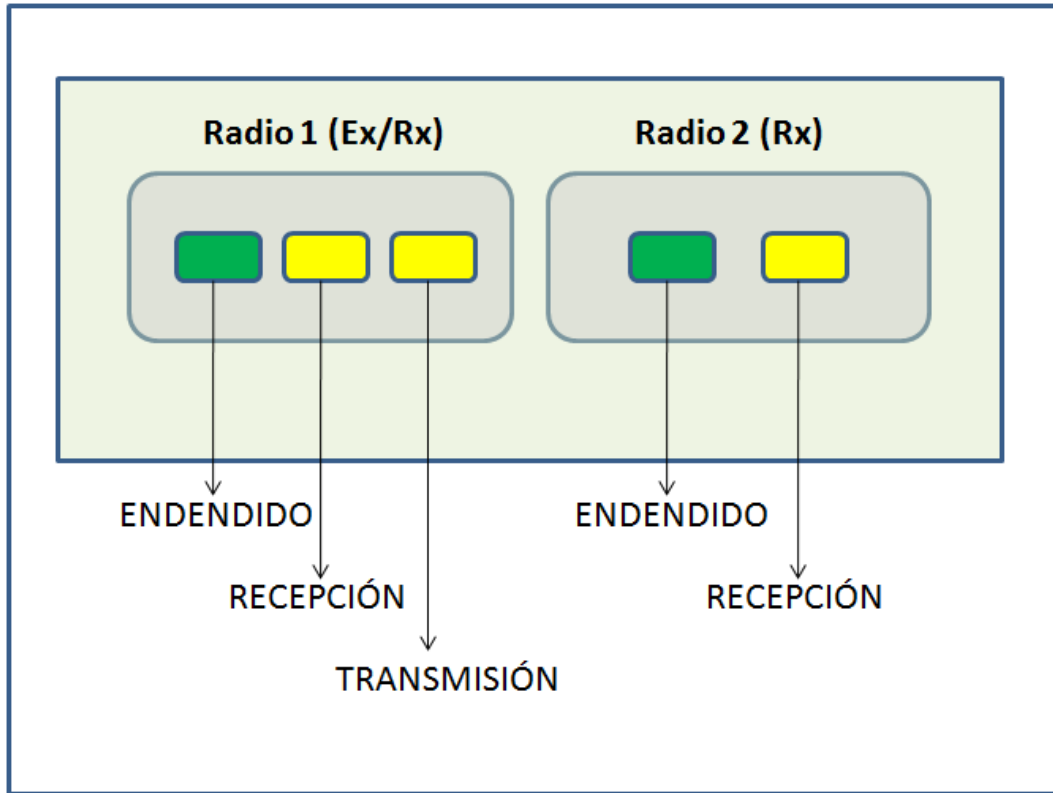 Radio 1 (Ex/Rx)
Radio 2 (Rx)
ENDENDIDO
ENDENDIDO
RECEPCIÓN
RECEPCIÓN
TRANSMISIÓN